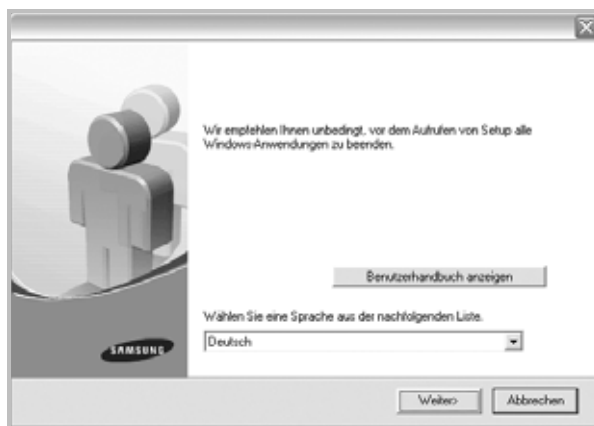 Wir empfehlen Ihnen unbedingt, vor dem Aufrufen von Setup alle
Windows-Anwendungen zu beenden.
Benutzerhandbuch anzeigen
Wählen Sie eine Sprache aus der nachfolgenden Liste.
Deutsch
SAMSUNG
Weiter>
Abbrechen